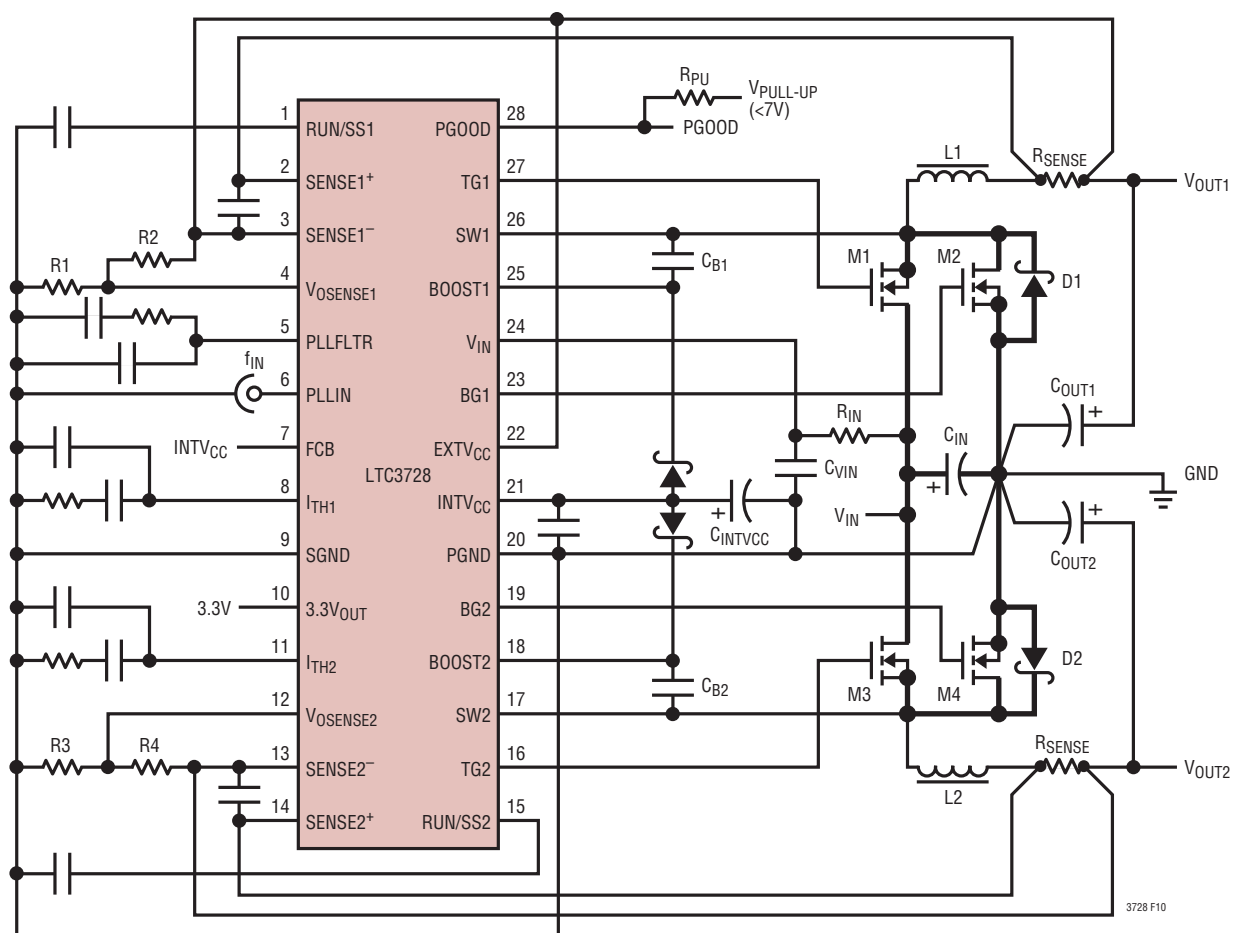 RPU
VPULL-UP
(<7V)
PGOOD
1 RUN/SS1 PGOOD 28
2 SENSE1+ TG1 27
3 SENSE1– SW1 26
4 VOSENSE1 BOOST1 25
5 PLLFLTR VIN 24
6 PLLIN BG1 23
7 FCB EXTVCC 22
LTC3728
8 ITH1 INTVCC 21
9 SGND PGND 20
10 3.3VOUT BG2 19
11 ITH2 BOOST2 18
12 VOSENSE2 SW2 17
13 SENSE2– TG2 16
14 SENSE2+ RUN/SS2 15
R2
R1
fIN
INTVCC
3.3V
R3 R4
L1 RSENSE VOUT1
CB1 M1 M2 D1
COUT1
+
RIN
CIN
+
CVIN
GND
+
CINTVCC
VIN
+
COUT2
CB2 M3 M4 D2
RSENSE
L2 VOUT2
3728 F10